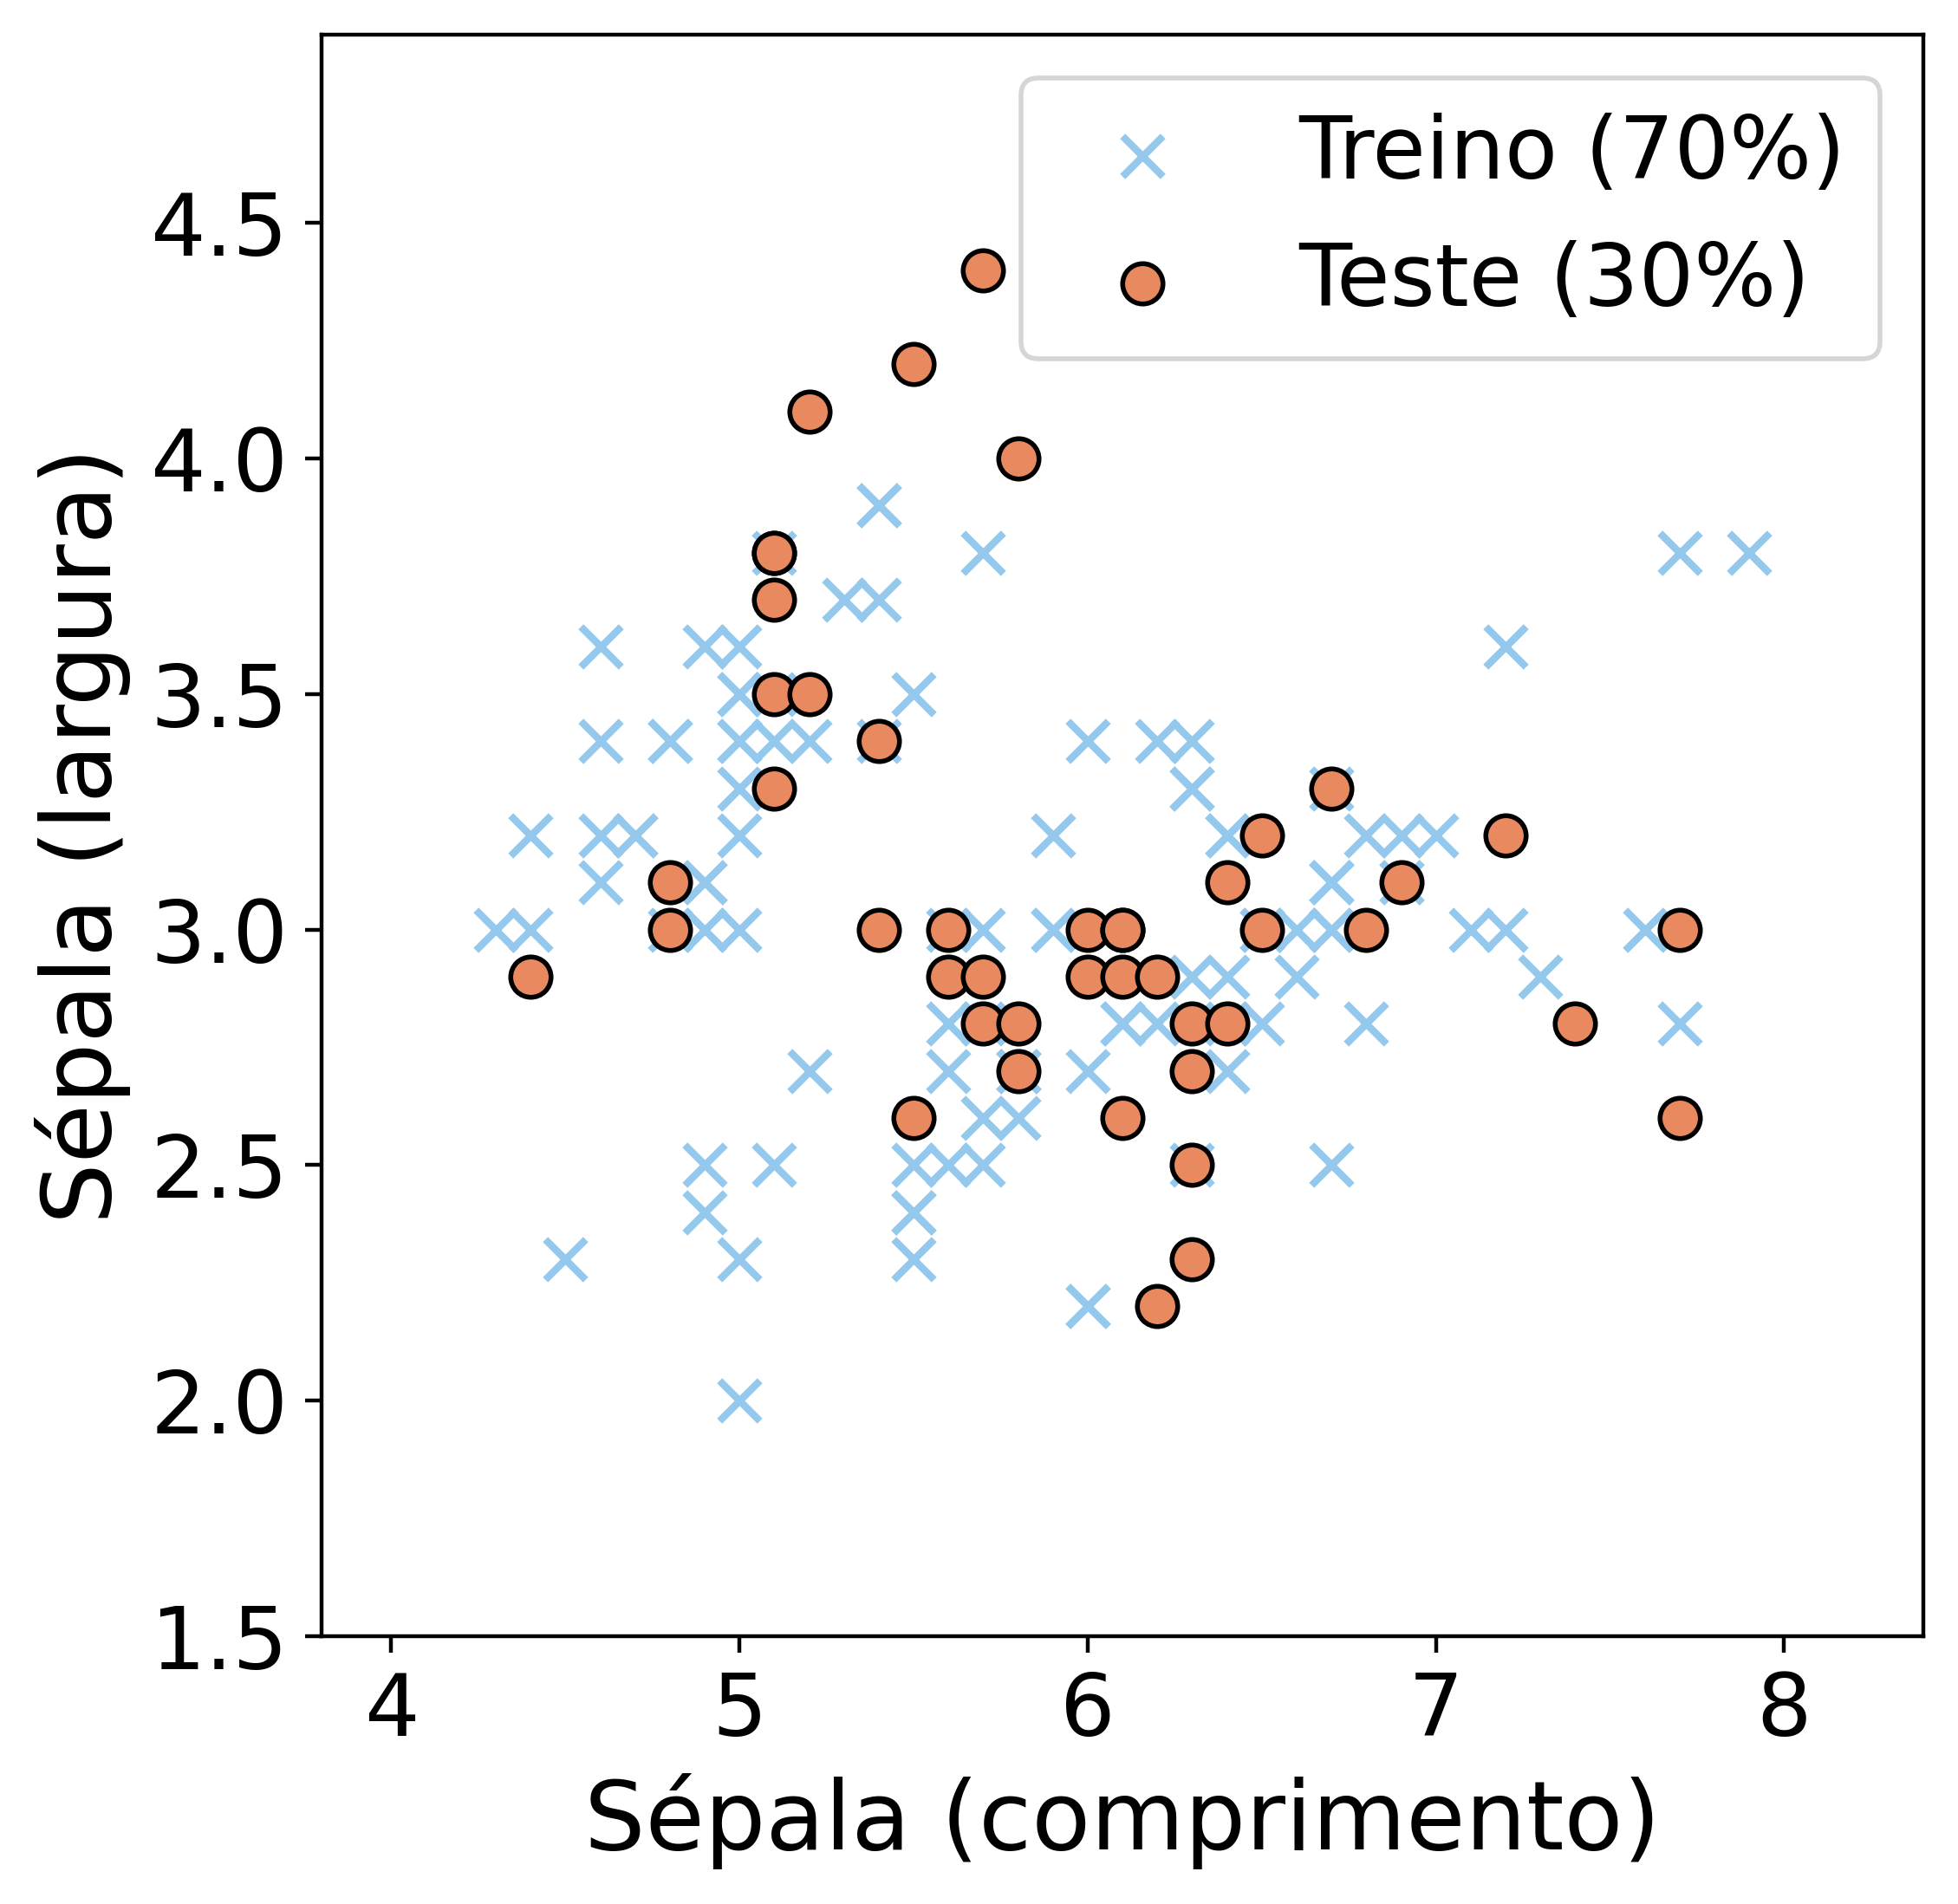 Treino (70%)
Teste (30%)
4.5
4.0
3.5
3.0
2.5
2.0
1.5
Sépala (largura)
4 5 6 7 8
Sépala (comprimento)